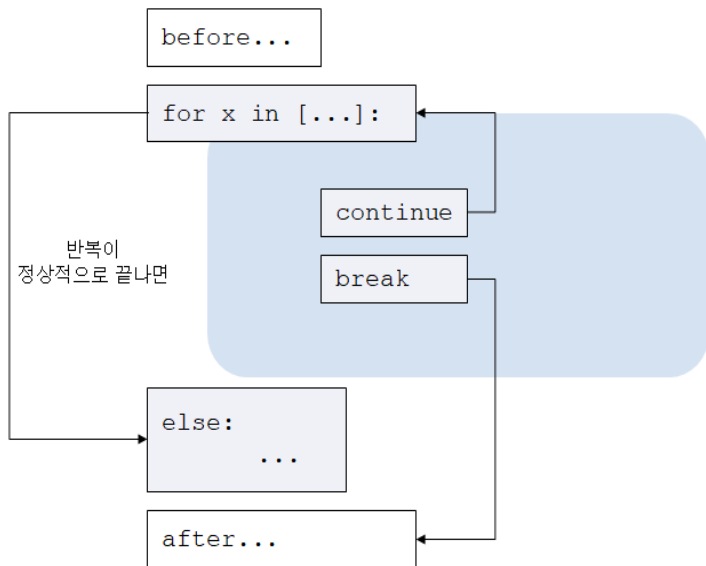 before...
for x in [...]:
continue
반복이
정상적으로 끝나면
break
else:
...
after...